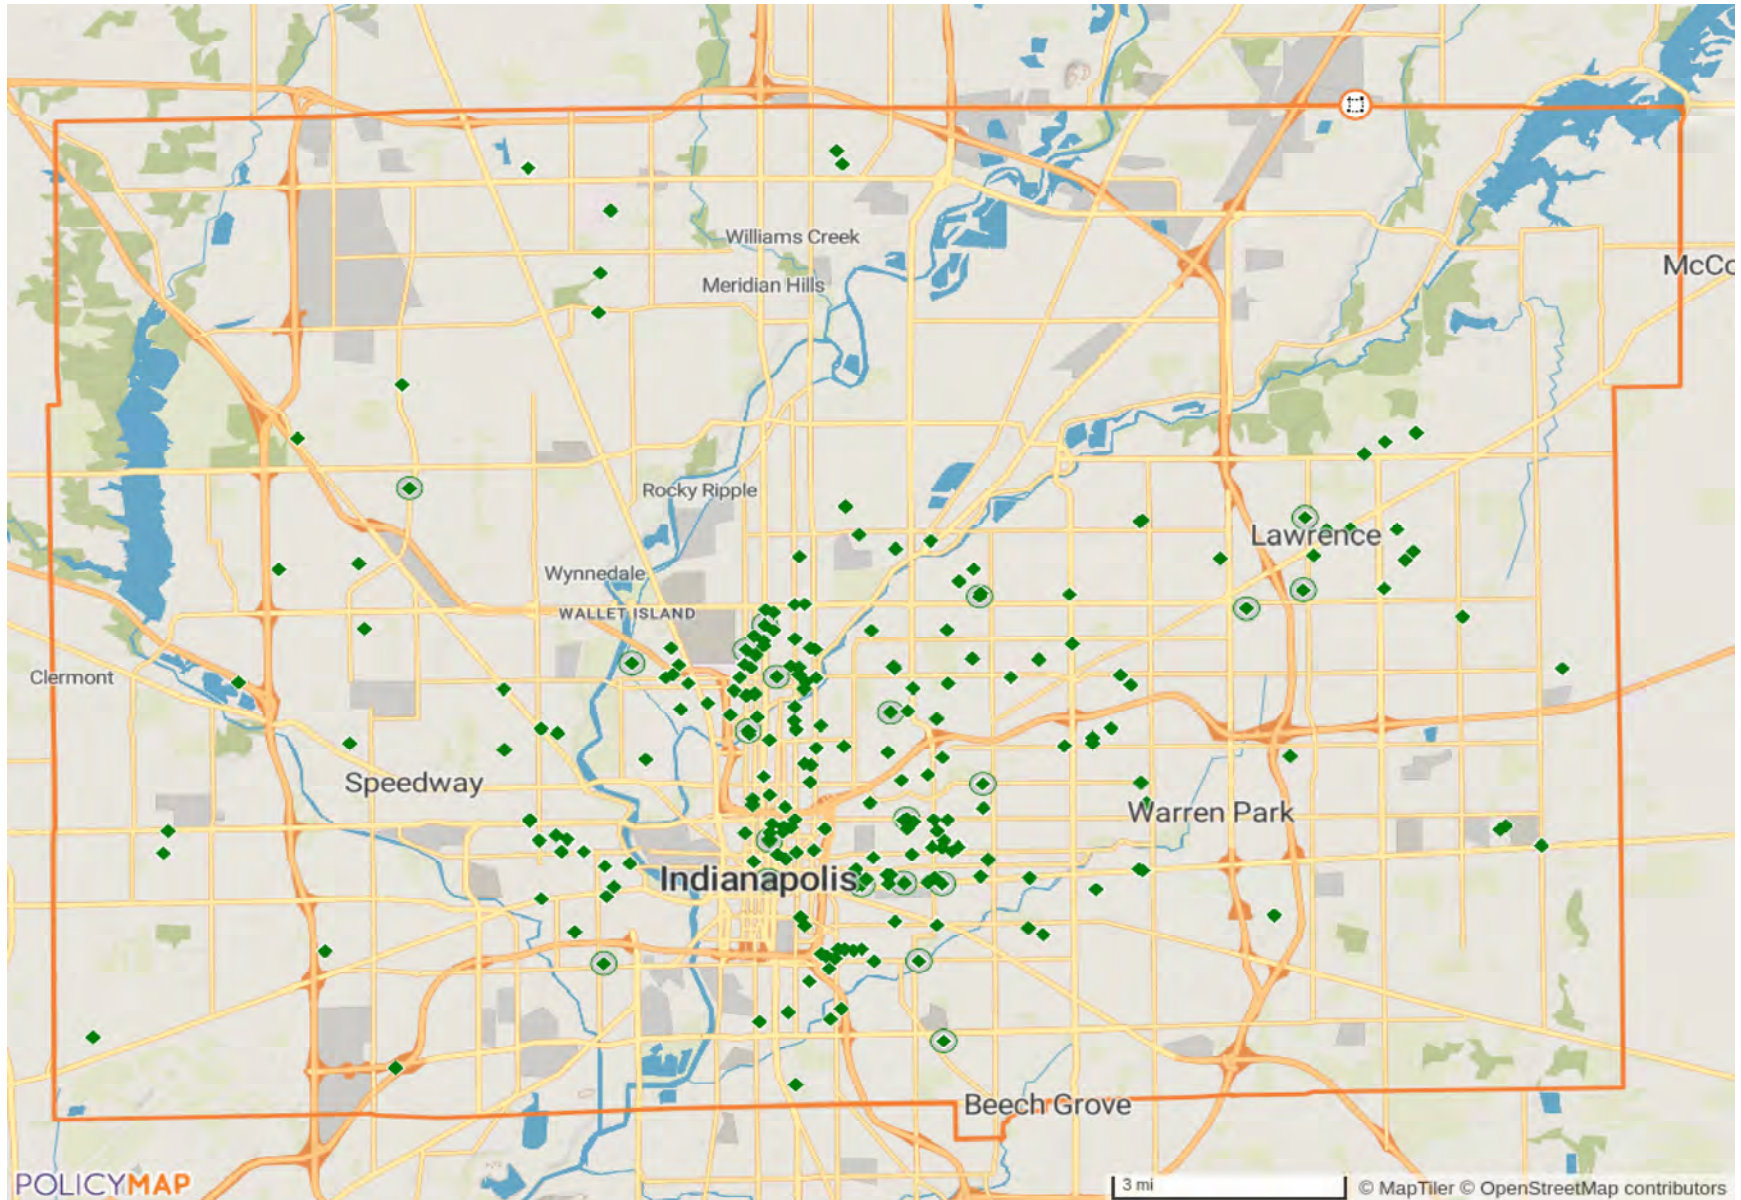 Williams Creek
McCo
Meridian Hills
Rocky Ripple
Lawrence
Wynnedale
WALLET ISLAND
Clermont
Speedway
Warren Park
Indianapolis
Beech Grove
POLICYMAP
3 mi
© MapTiler © OpenStreetMap contributors